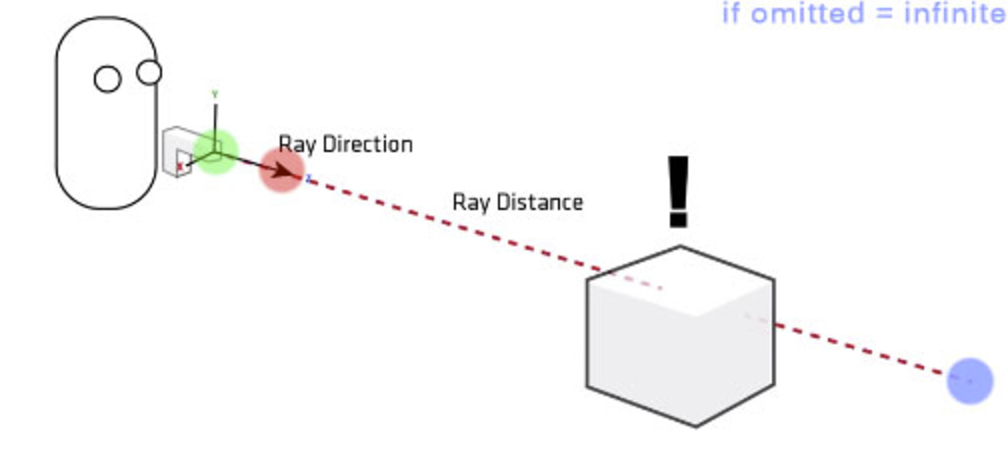 if omitted = infinite
Y
Ray Direction
X
Z
Ray Distance
!